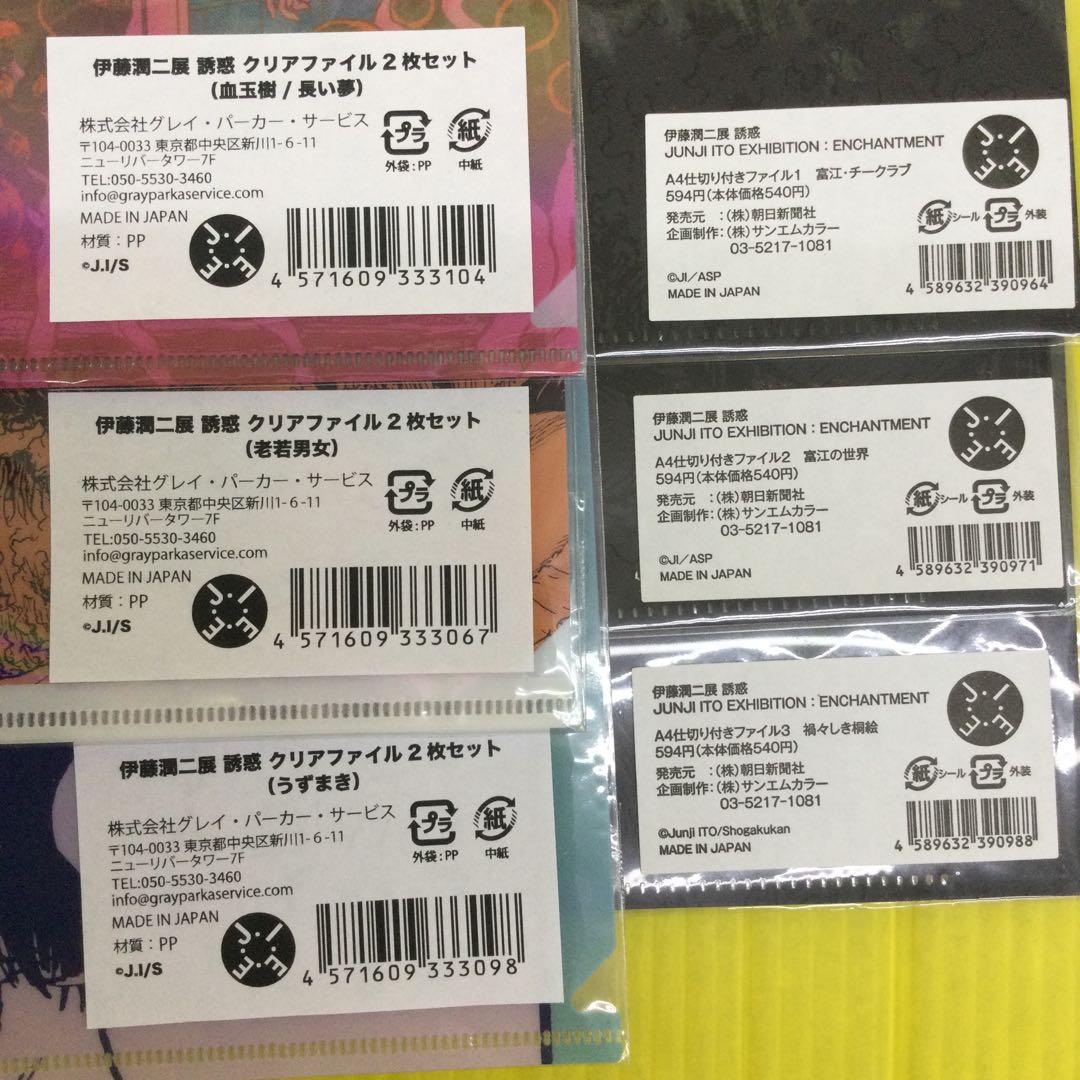 伊藤潤二展 誘惑 クリアファイル2枚セット
(血玉樹 / 長い夢)
株式会社グレイ・パーカー・サービス
〒104-0033 東京都中央区新川1-6-11
ニューリバータワー7F
TEL:050-5530-3460
info@grayparkaservice.com
MADE IN JAPAN
材質：PP
©J.I/S
プラ
外袋：PP
紙
中紙
J.I.E.E
4 571609 333104
伊藤潤二展 誘惑 クリアファイル2枚セット
(老若男女)
株式会社グレイ・パーカー・サービス
〒104-0033 東京都中央区新川1-6-11
ニューリバータワー7F
TEL:050-5530-3460
info@grayparkaservice.com
MADE IN JAPAN
材質：PP
©J.I/S
プラ
外袋：PP
紙
中紙
J.I.E.E
4 571609 333067
伊藤潤二展 誘惑 クリアファイル2枚セット
(うずまき)
株式会社グレイ・パーカー・サービス
〒104-0033 東京都中央区新川1-6-11
ニューリバータワー7F
TEL:050-5530-3460
info@grayparkaservice.com
MADE IN JAPAN
材質：PP
©J.I/S
プラ
外袋：PP
紙
中紙
J.I.E.E
4 571609 333098
伊藤潤二展 誘惑
JUNJI ITO EXHIBITION：ENCHANTMENT
A4仕切り付きファイル1　富江・チークラブ
594円(本体価格540円)
発売元　：(株)朝日新聞社
企画制作：(株)サンエムカラー
03-5217-1081
©JI／ASP
MADE IN JAPAN
J.I.E.E
紙 シール プラ 外装
4 589632 390964
伊藤潤二展 誘惑
JUNJI ITO EXHIBITION：ENCHANTMENT
A4仕切り付きファイル2　富江の世界
594円(本体価格540円)
発売元　：(株)朝日新聞社
企画制作：(株)サンエムカラー
03-5217-1081
©JI／ASP
MADE IN JAPAN
J.I.E.E
紙 シール プラ 外装
4 589632 390971
伊藤潤二展 誘惑
JUNJI ITO EXHIBITION：ENCHANTMENT
A4仕切り付きファイル3　禍々しき桐絵
594円(本体価格540円)
発売元　：(株)朝日新聞社
企画制作：(株)サンエムカラー
03-5217-1081
©Junji ITO/Shogakukan
MADE IN JAPAN
J.I.E.E
紙 シール プラ 外装
4 589632 390988